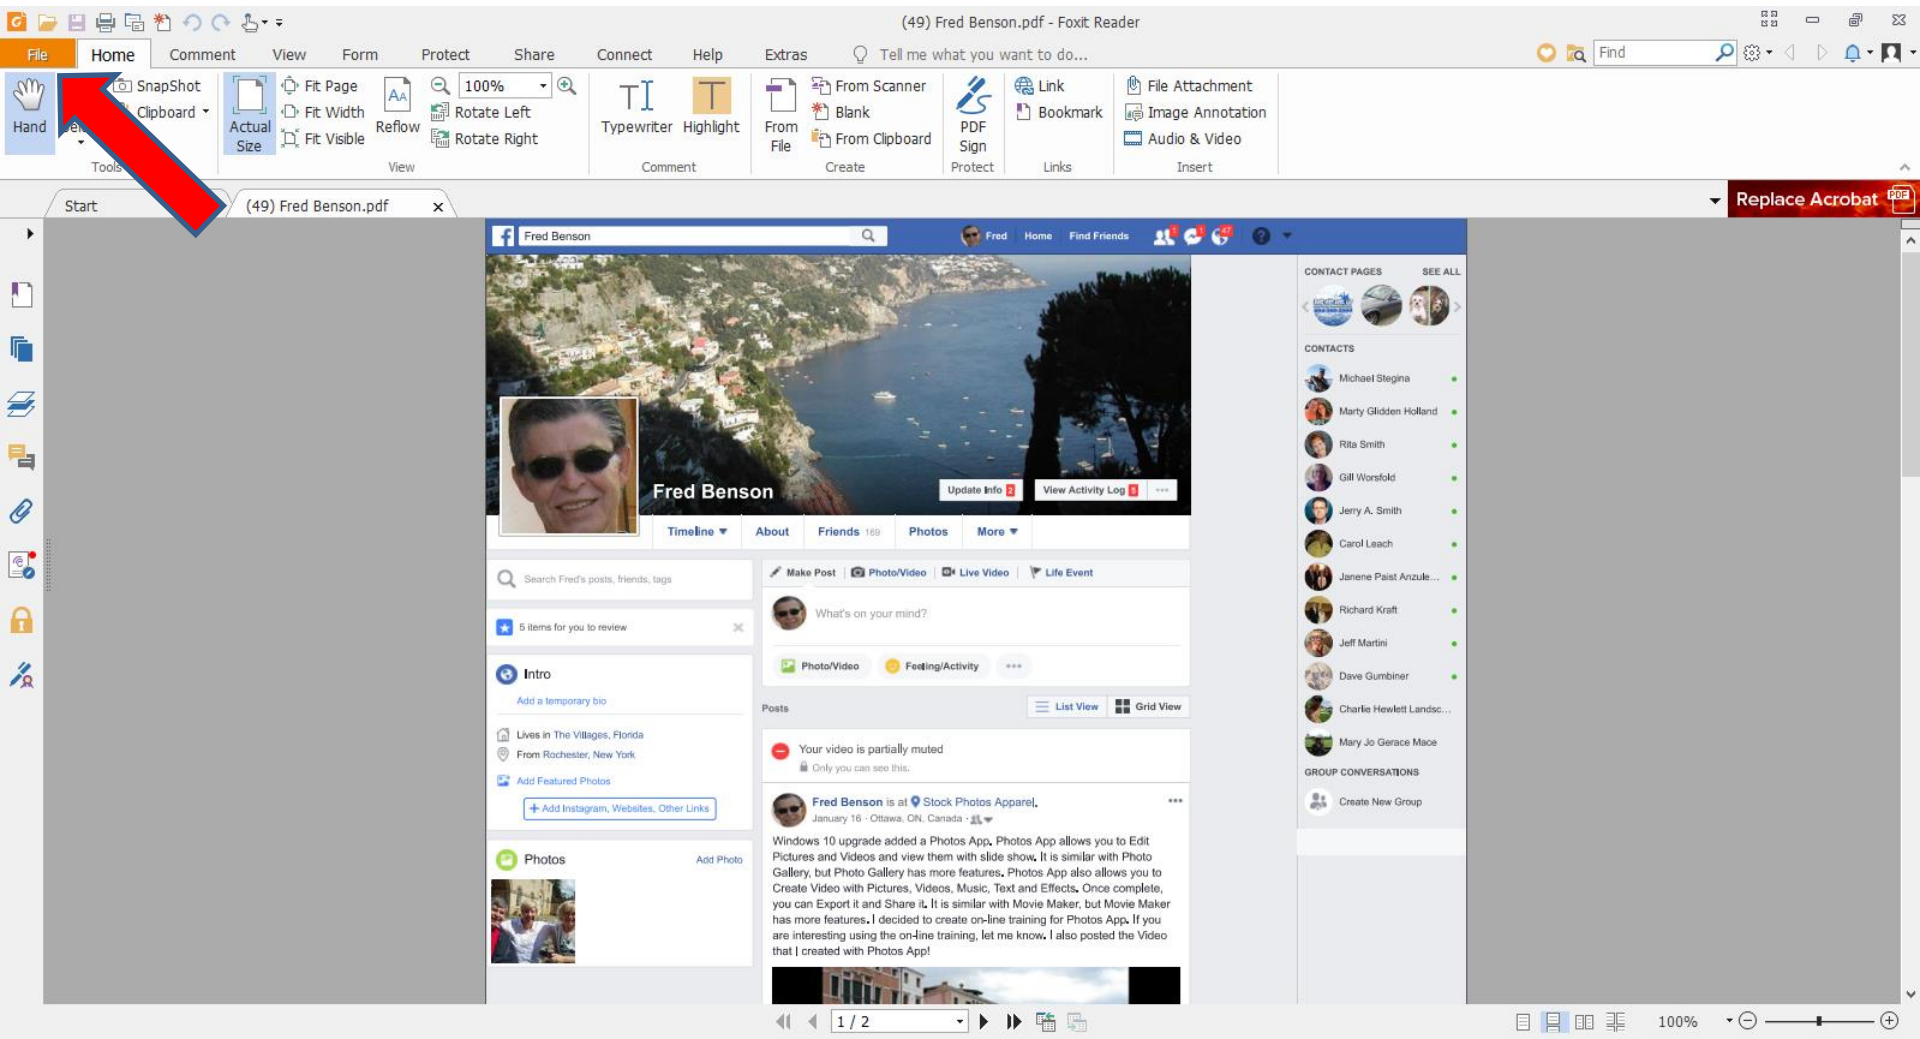 (49) Fred Benson.pdf - Foxit Reader
File Home Comment View Form Protect Share Connect Help Extras Tell me what you want to do... Find
SnapShot Fit Page 100% From Scanner Link File Attachment
Clipboard Fit Width Rotate Left Blank Bookmark Image Annotation
Hand Actual Size Fit Visible Reflow Rotate Right Typewriter Highlight From File From Clipboard PDF Sign Audio & Video
Tools View Comment Create Protect Links Insert
Start (49) Fred Benson.pdf x Replace Acrobat PDF
Fred Benson Fred Home Find Friends 1 1 47
CONTACT PAGES SEE ALL
CONTACTS
Michael Stegina
Marty Glidden Holland
Rita Smith
Gill Worsfold
Jerry A. Smith
Carol Leach
Janene Paist Anzule...
Richard Kraft
Jeff Martini
Dave Gumbiner
Charlie Hewlett Landsc...
Mary Jo Gerace Mace
GROUP CONVERSATIONS
Create New Group
Fred Benson Update Info 2 View Activity Log 5 ...
Timeline About Friends 169 Photos More
Search Fred's posts, friends, tags
5 items for you to review
Intro
Add a temporary bio
Lives in The Villages, Florida
From Rochester, New York
Add Featured Photos
+ Add Instagram, Websites, Other Links
Photos Add Photo
Make Post Photo/Video Live Video Life Event
What's on your mind?
Photo/Video Feeling/Activity ...
Posts List View Grid View
Your video is partially muted
Only you can see this.
Fred Benson is at Stock Photos Apparel.
January 16 · Ottawa, ON, Canada ·
Windows 10 upgrade added a Photos App. Photos App allows you to Edit
Pictures and Videos and view them with slide show. It is similar with Photo
Gallery, but Photo Gallery has more features. Photos App also allows you to
Create Video with Pictures, Videos, Music, Text and Effects. Once complete,
you can Export it and Share it. It is similar with Movie Maker, but Movie Maker
has more features. I decided to create on-line training for Photos App. If you
are interesting using the on-line training, let me know. I also posted the Video
that I created with Photos App!
1 / 2 100%